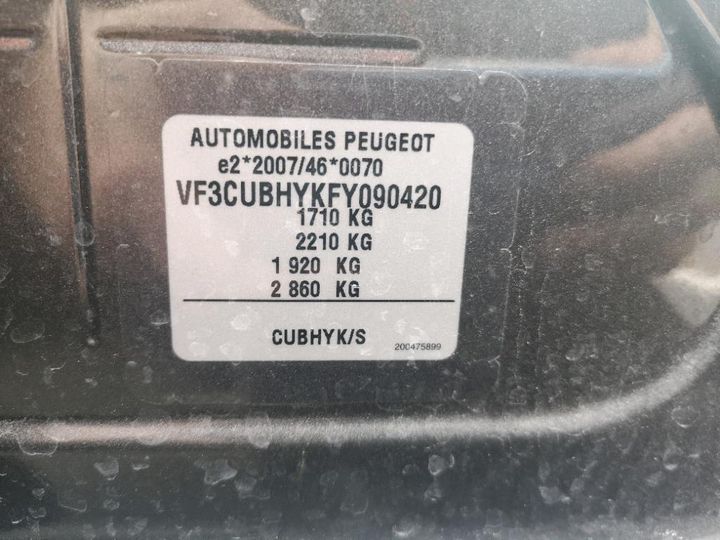 AUTOMOBILES PEUGEOT
e2*2007/46*0070
VF3CUBHYKFY090420
1710 KG
2210 KG
1 920 KG
2 860 KG
CUBHYK/S
200475899